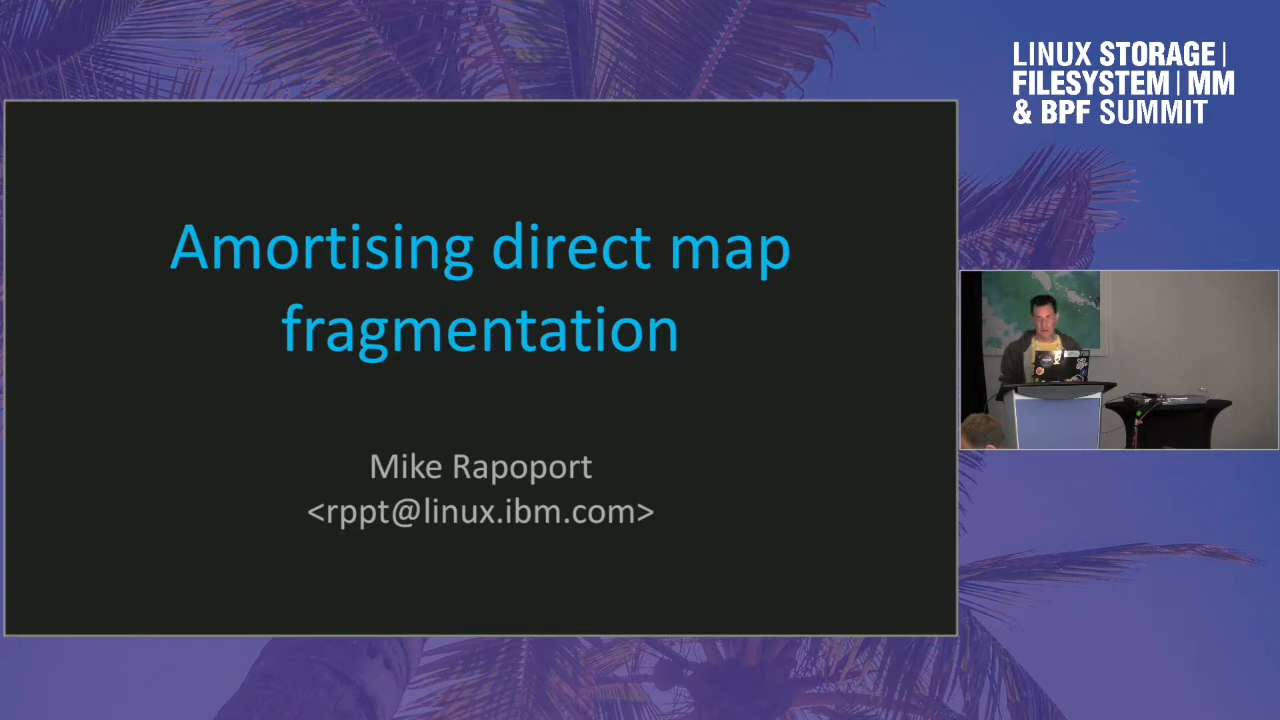 LINUX STORAGE |
FILESYSTEM | MM
& BPF SUMMIT
Amortising direct map
fragmentation
Mike Rapoport
<rppt@linux.ibm.com>